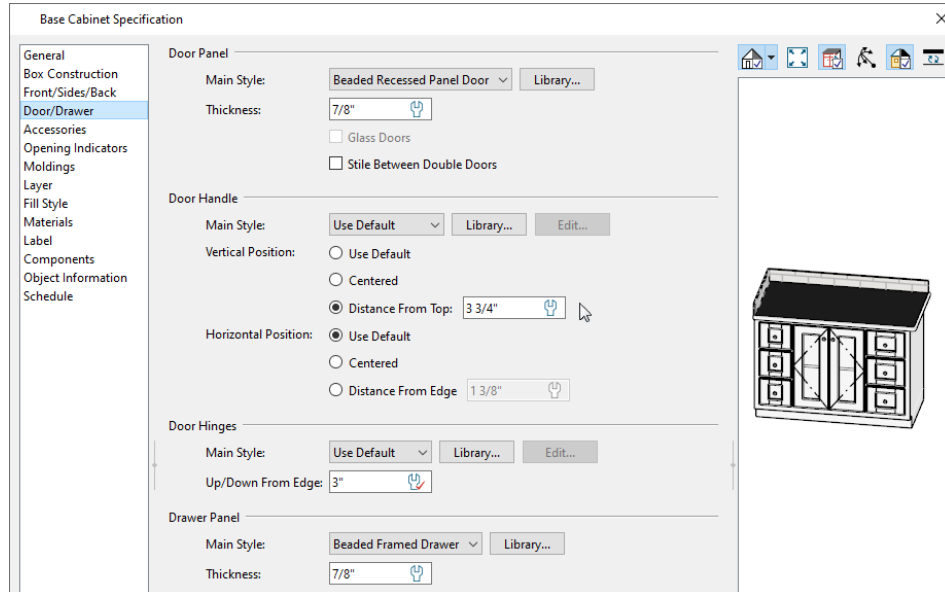 Base Cabinet Specification
General
Box Construction
Front/Sides/Back
Door/Drawer
Accessories
Opening Indicators
Moldings
Layer
Fill Style
Materials
Label
Components
Object Information
Schedule
Door Panel
Main Style: Beaded Recessed Panel Door Library...
Thickness: 7/8"
Glass Doors
Stile Between Double Doors
Door Handle
Main Style: Use Default Library... Edit...
Vertical Position: Use Default
Centered
Distance From Top: 3 3/4"
Horizontal Position: Use Default
Centered
Distance From Edge 1 3/8"
Door Hinges
Main Style: Use Default Library... Edit...
Up/Down From Edge: 3"
Drawer Panel
Main Style: Beaded Framed Drawer Library...
Thickness: 7/8"